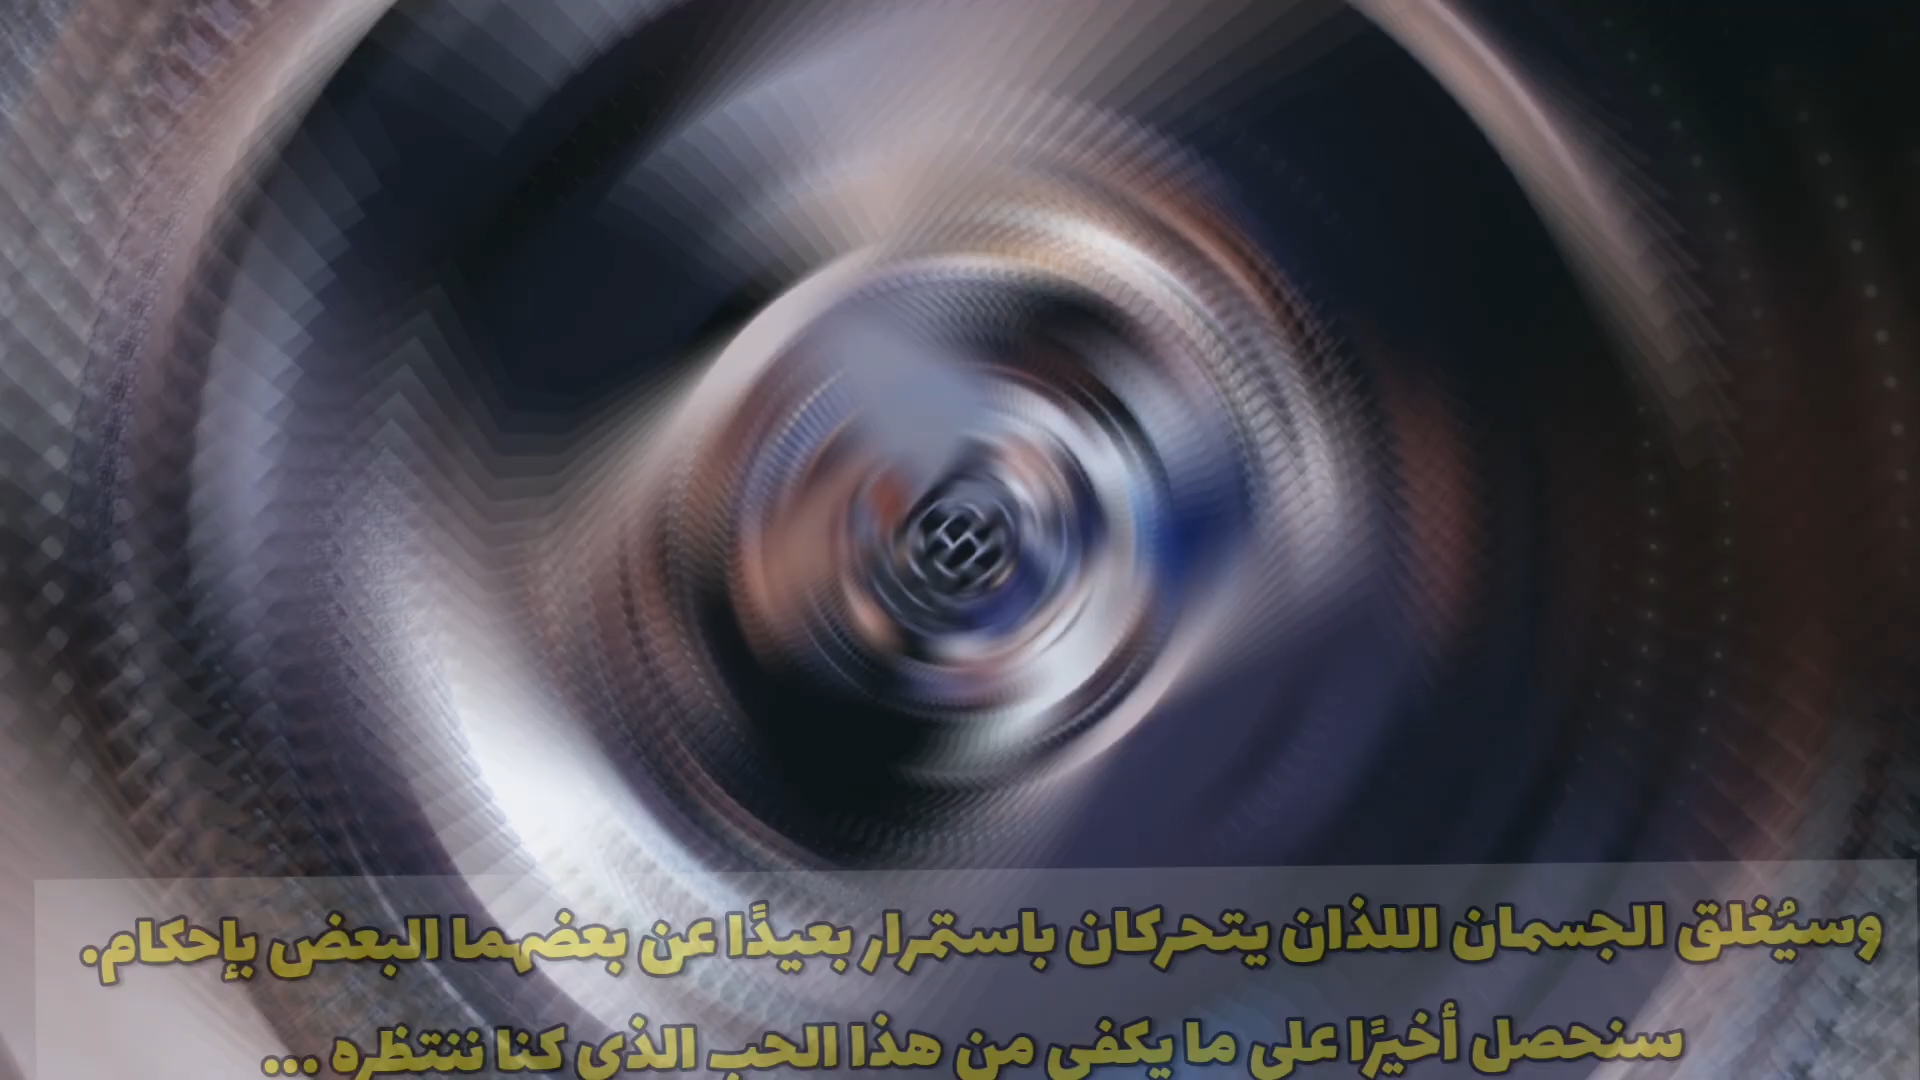 وسيُغلق الجسمان اللذان يتحركان باستمرار بعيدًا عن بعضهما البعض بإحكام.
سنحصل أخيرًا على ما يكفي من هذا الحب الذي كنا ننتظره ...